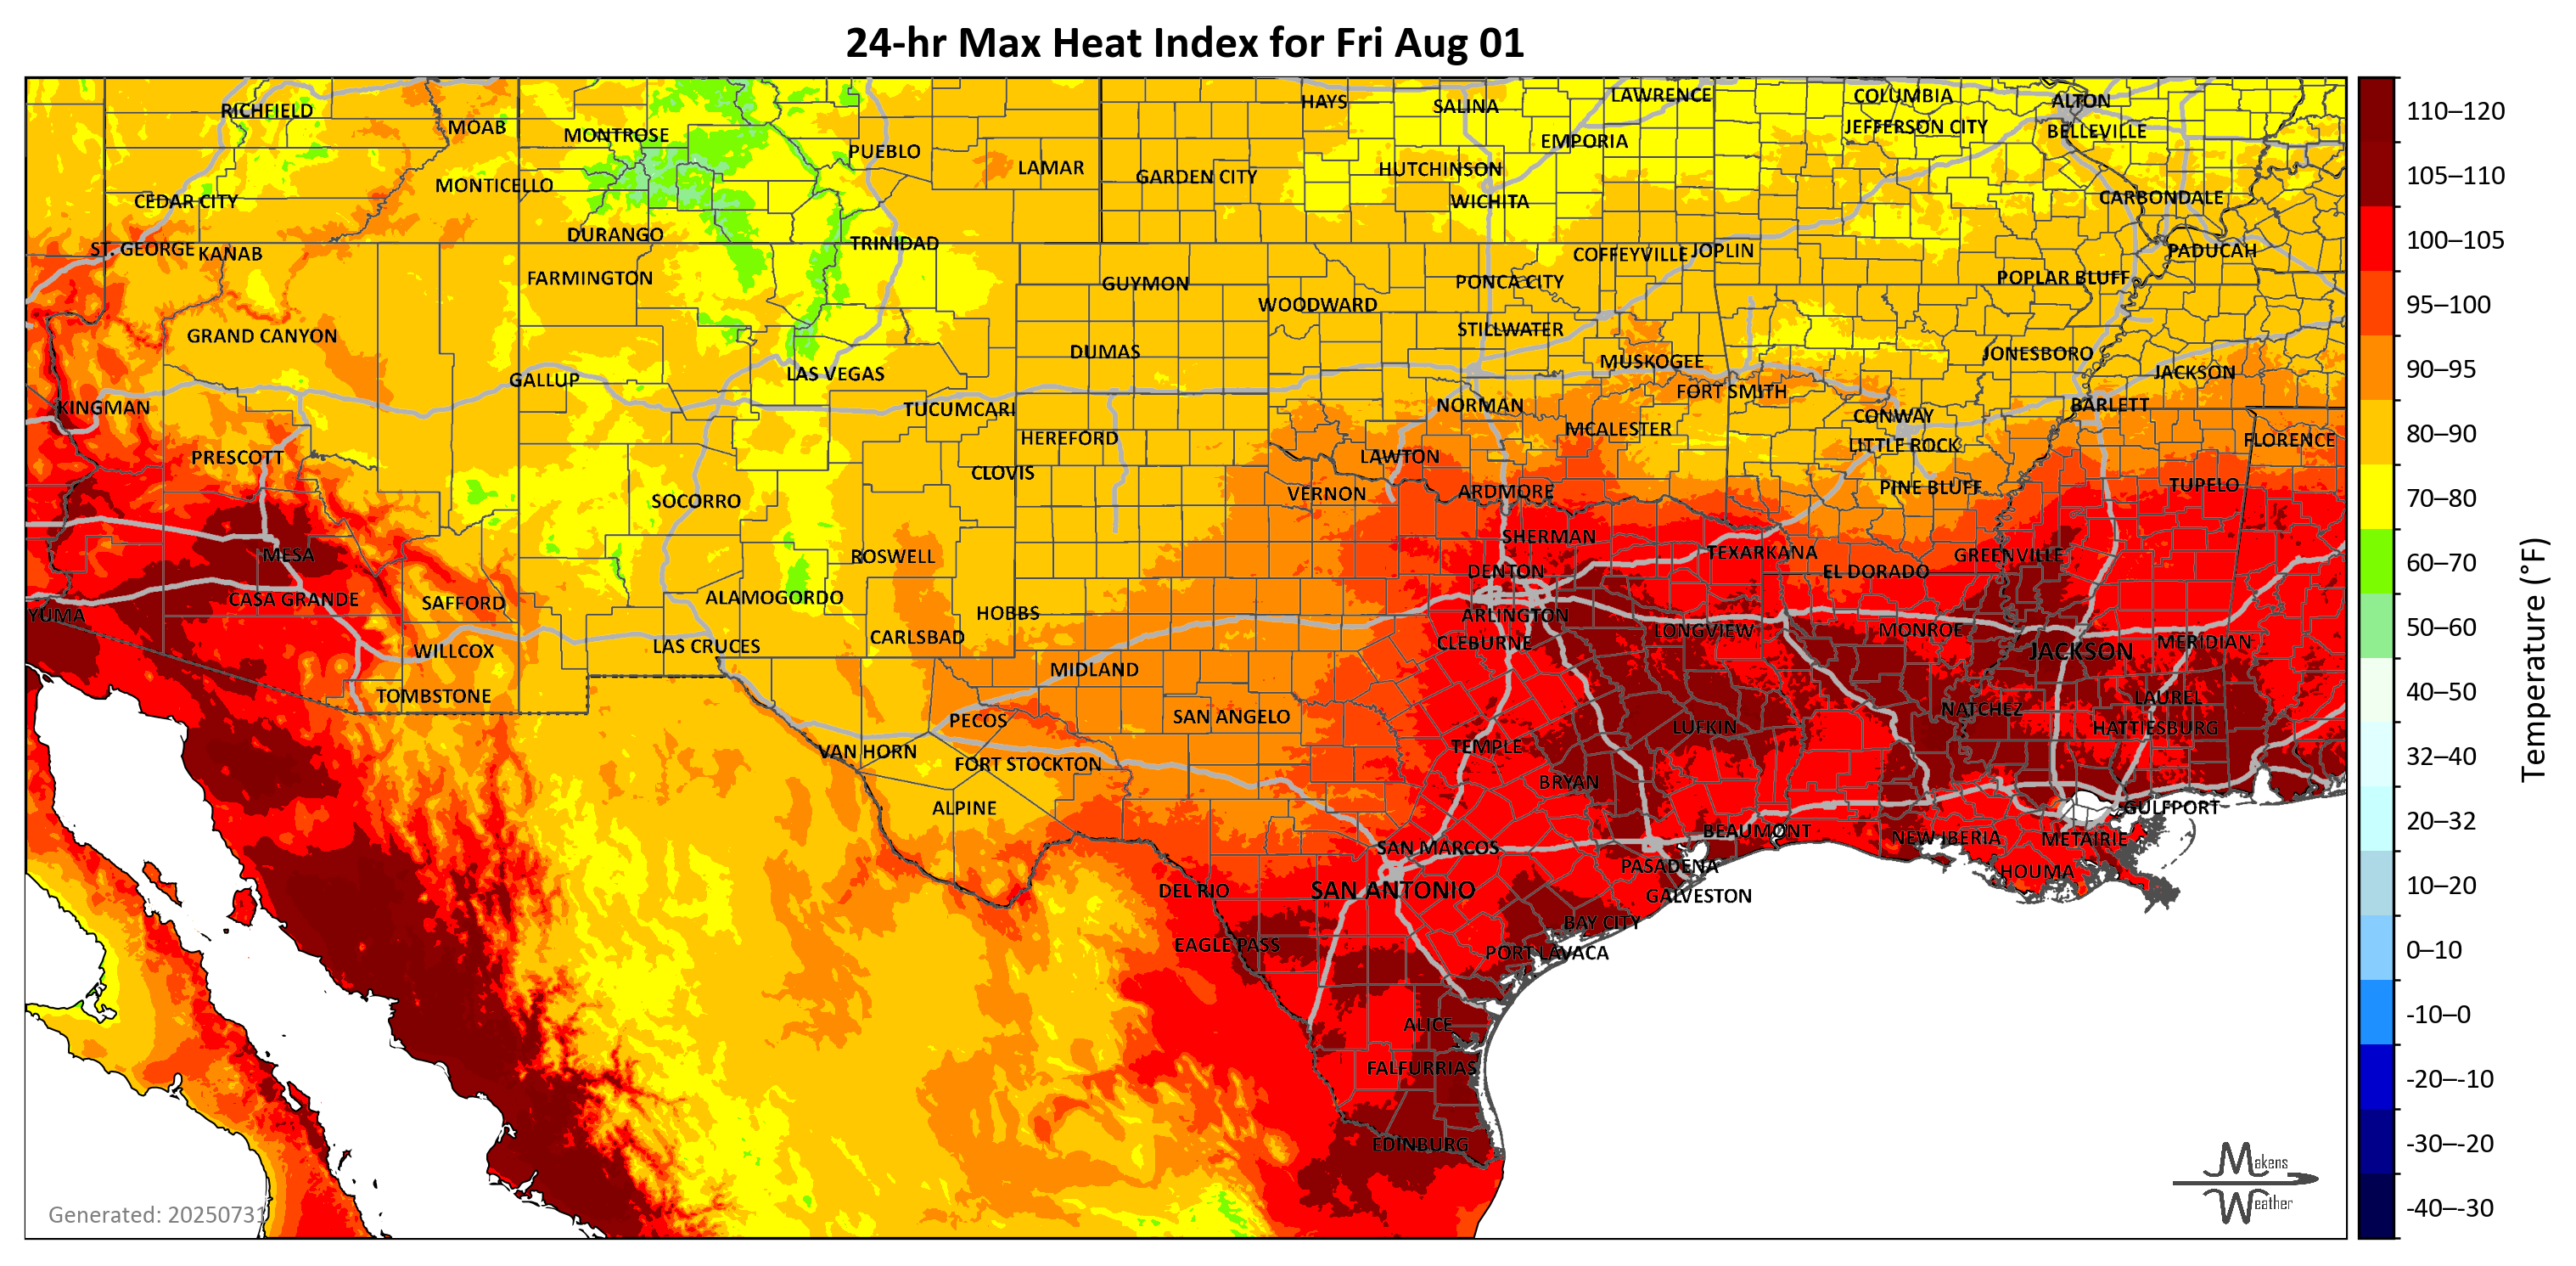 24-hr Max Heat Index for Fri Aug 01
RICHFIELD
MOAB
MONTROSE
PUEBLO
LAMAR
HAYS
SALINA
LAWRENCE
COLUMBIA
ALTON
EMPORIA
JEFFERSON CITY
BELLEVILLE
MONTICELLO
GARDEN CITY
HUTCHINSON
CEDAR CITY
WICHITA
CARBONDALE
ST. GEORGE
KANAB
DURANGO
TRINIDAD
COFFEYVILLE
JOPLIN
PADUCAH
FARMINGTON
GUYMON
PONCA CITY
POPLAR BLUFF
WOODWARD
GRAND CANYON
STILLWATER
DUMAS
MUSKOGEE
JONESBORO
GALLUP
LAS VEGAS
FORT SMITH
JACKSON
KINGMAN
TUCUMCARI
NORMAN
CONWAY
BARLETT
HEREFORD
MCALESTER
LITTLE ROCK
FLORENCE
PRESCOTT
CLOVIS
LAWTON
SOCORRO
VERNON
ARDMORE
PINE BLUFF
TUPELO
MESA
ROSWELL
SHERMAN
TEXARKANA
GREENVILLE
DENTON
EL DORADO
CASA GRANDE
SAFFORD
ALAMOGORDO
HOBBS
YUMA
ARLINGTON
WILLCOX
LAS CRUCES
CARLSBAD
CLEBURNE
LONGVIEW
MONROE
JACKSON
MERIDIAN
MIDLAND
TOMBSTONE
PECOS
SAN ANGELO
LUFKIN
NATCHEZ
LAUREL
HATTIESBURG
VAN HORN
FORT STOCKTON
TEMPLE
BRYAN
ALPINE
GULFPORT
BEAUMONT
NEW IBERIA
METAIRIE
SAN MARCOS
PASADENA
HOUMA
DEL RIO
SAN ANTONIO
GALVESTON
EAGLE PASS
BAY CITY
PORT LAVACA
ALICE
FALFURRIAS
EDINBURG
Generated: 20250731
Makens
Weather
110–120
105–110
100–105
95–100
90–95
80–90
70–80
60–70
50–60
40–50
32–40
20–32
10–20
0–10
-10–0
-20–-10
-30–-20
-40–-30
Temperature (°F)